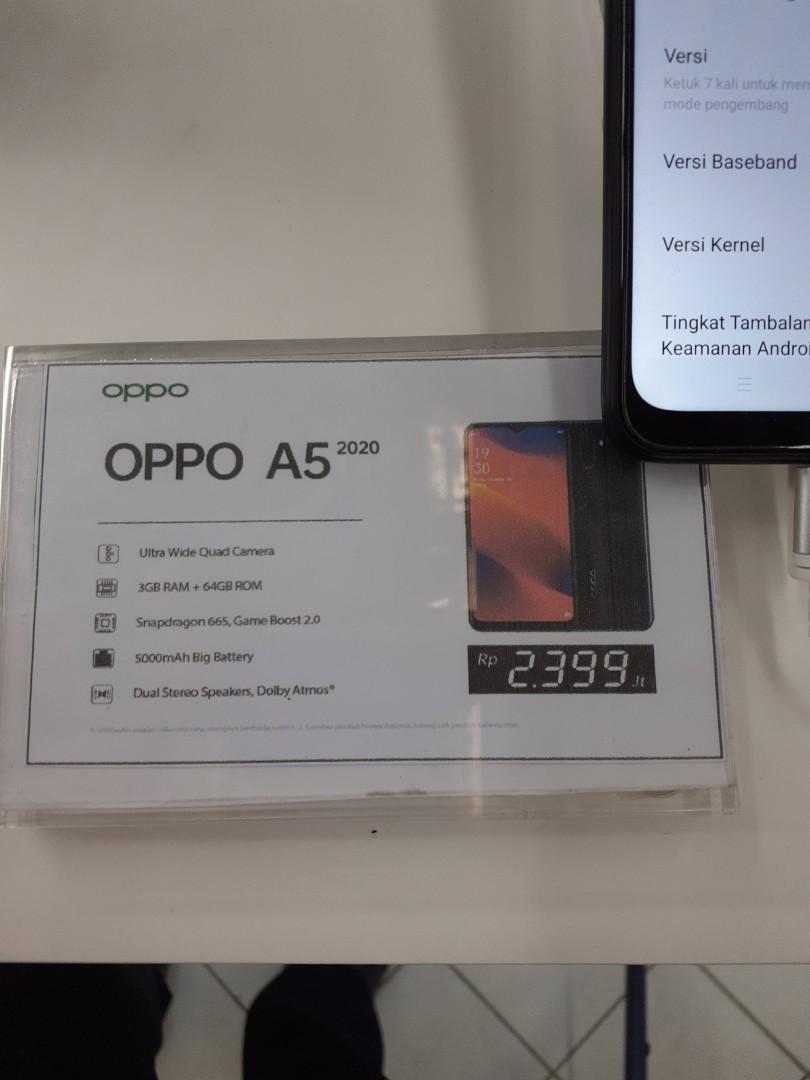 Versi
Ketuk 7 kali untuk mem
mode pengembang
Versi Baseband
Versi Kernel
Tingkat Tambalan
Keamanan Androi
oppo
OPPO A5 2020
Ultra Wide Quad Camera
3GB RAM + 64GB ROM
Snapdragon 665, Game Boost 2.0
5000mAh Big Battery
Dual Stereo Speakers, Dolby Atmos®
19
30
Rp 2.399 Jt